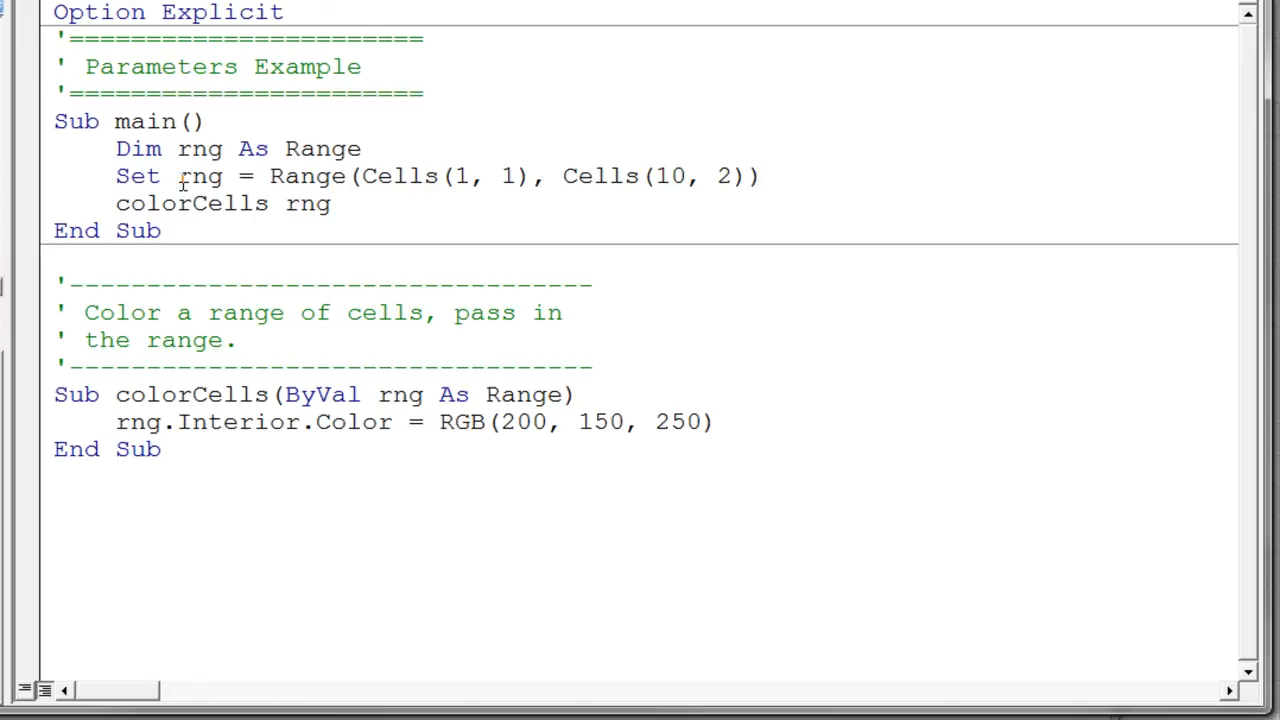 Option Explicit
'=======================
' Parameters Example
'=======================
Sub main()
    Dim rng As Range
    Set rng = Range(Cells(1, 1), Cells(10, 2))
    colorCells rng
End Sub
'----------------------------------
' Color a range of cells, pass in
' the range.
'----------------------------------
Sub colorCells(ByVal rng As Range)
    rng.Interior.Color = RGB(200, 150, 250)
End Sub